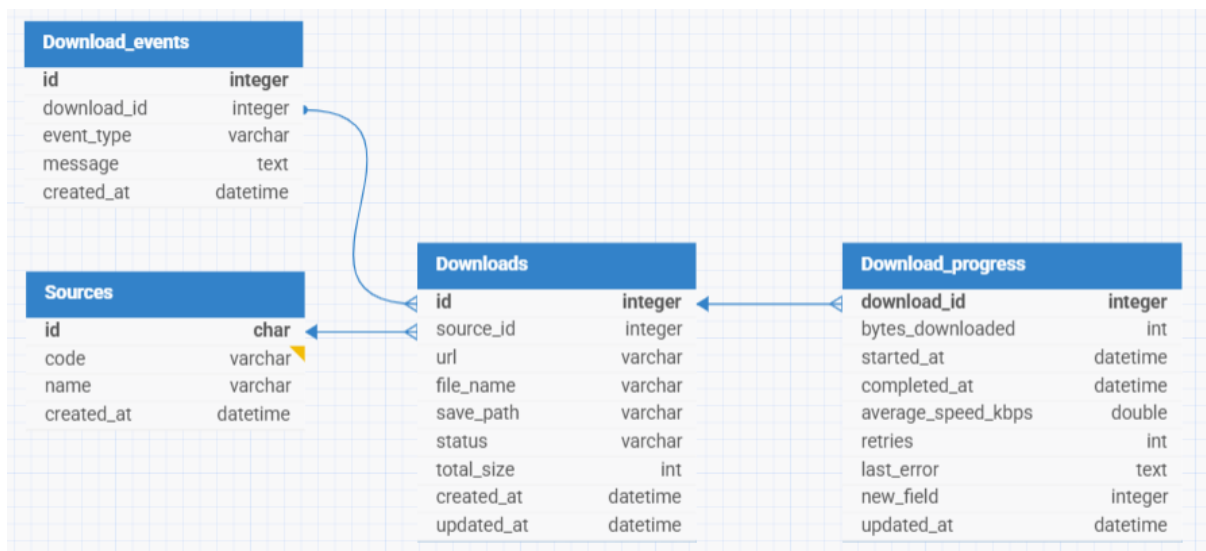 Download_events
id integer
download_id integer
event_type varchar
message text
created_at datetime
Sources
id char
code varchar
name varchar
created_at datetime
Downloads
id integer
source_id integer
url varchar
file_name varchar
save_path varchar
status varchar
total_size int
created_at datetime
updated_at datetime
Download_progress
download_id integer
bytes_downloaded int
started_at datetime
completed_at datetime
average_speed_kbps double
retries int
last_error text
new_field integer
updated_at datetime